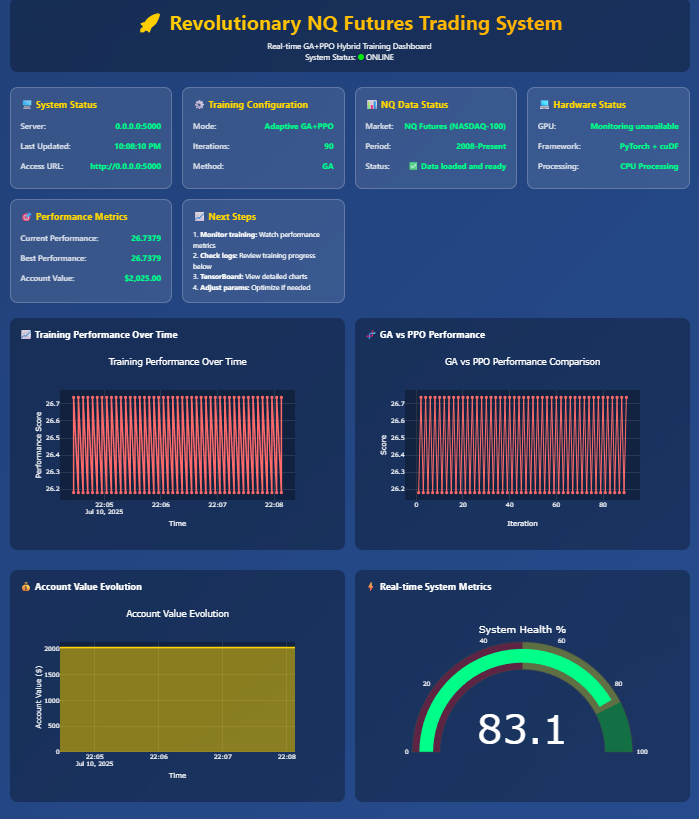 🚀 Revolutionary NQ Futures Trading System
Real-time GA+PPO Hybrid Training Dashboard
System Status: ONLINE
System Status
Server: 0.0.0.0:5000
Last Updated: 10:08:10 PM
Access URL: http://0.0.0.0:5000
Training Configuration
Mode: Adaptive GA+PPO
Iterations: 90
Method: GA
NQ Data Status
Market: NQ Futures (NASDAQ-100)
Period: 2008-Present
Status: ✅ Data loaded and ready
Hardware Status
GPU: Monitoring unavailable
Framework: PyTorch + cuDF
Processing: CPU Processing
Performance Metrics
Current Performance: 26.7379
Best Performance: 26.7379
Account Value: $2,025.00
Next Steps
1. Monitor training: Watch performance
metrics
2. Check logs: Review training progress
below
3. TensorBoard: View detailed charts
4. Adjust params: Optimize if needed
Training Performance Over Time
Training Performance Over Time
Performance Score
26.7
26.6
26.5
26.4
26.3
26.2
22:05 22:06 22:07 22:08
Jul 10, 2025
Time
GA vs PPO Performance
GA vs PPO Performance Comparison
Score
26.7
26.6
26.5
26.4
26.3
26.2
0 20 40 60 80
Iteration
Account Value Evolution
Account Value Evolution
Account Value ($)
2000
1500
1000
500
0
22:05 22:06 22:07 22:08
Jul 10, 2025
Time
Real-time System Metrics
System Health %
40 60
20 80
83.1
0 100